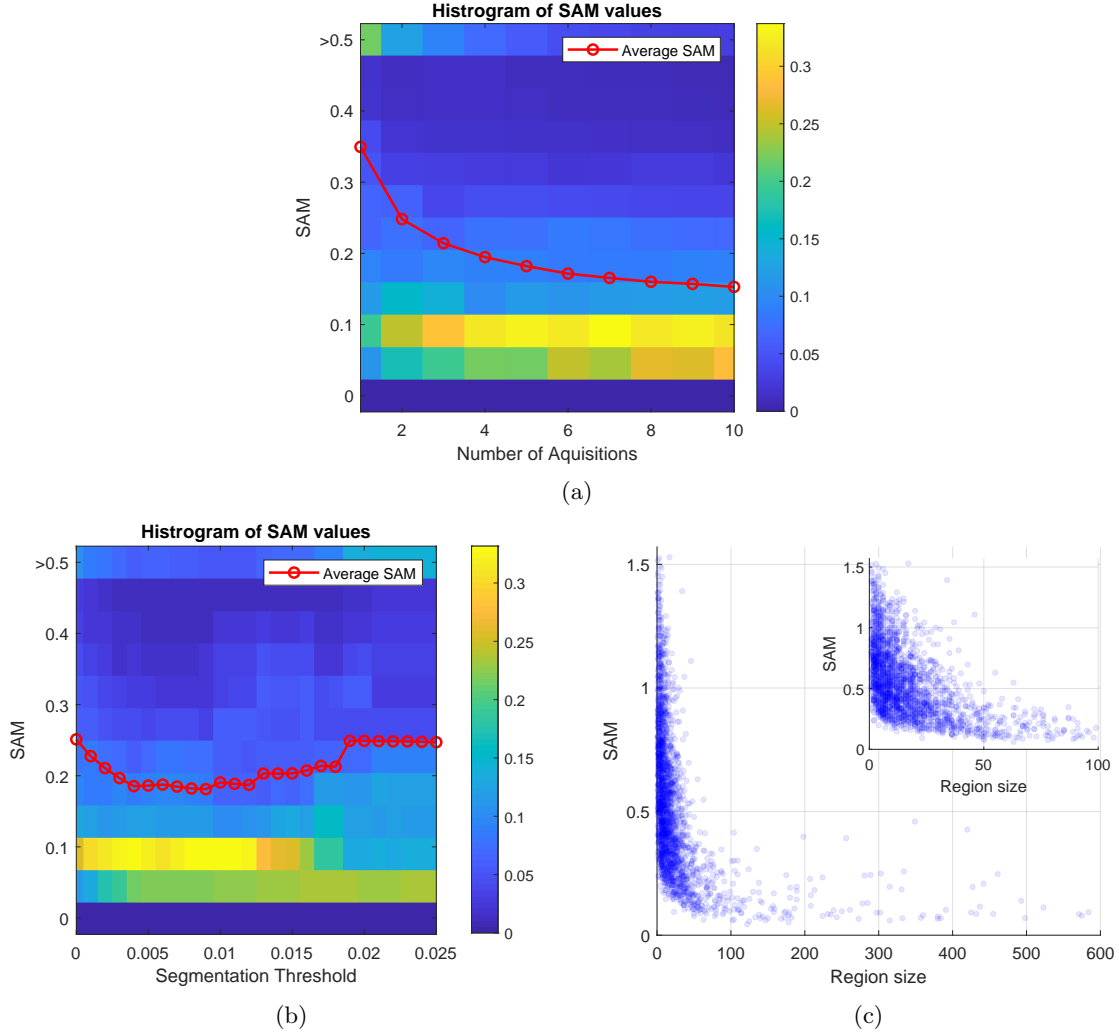 Histrogram of SAM values
>0.5
0.4
0.3
0.2
0.1
0
SAM
Average SAM
2 4 6 8 10
Number of Aquisitions
0.3
0.25
0.2
0.15
0.1
0.05
0
(a)
Histrogram of SAM values
>0.5
0.4
0.3
0.2
0.1
0
SAM
Average SAM
0 0.005 0.01 0.015 0.02 0.025
Segmentation Threshold
0.3
0.25
0.2
0.15
0.1
0.05
0
(b)
1.5
1
0.5
0
SAM
0 100 200 300 400 500 600
Region size
1.5
1
0.5
0
SAM
0 50 100
Region size
(c)